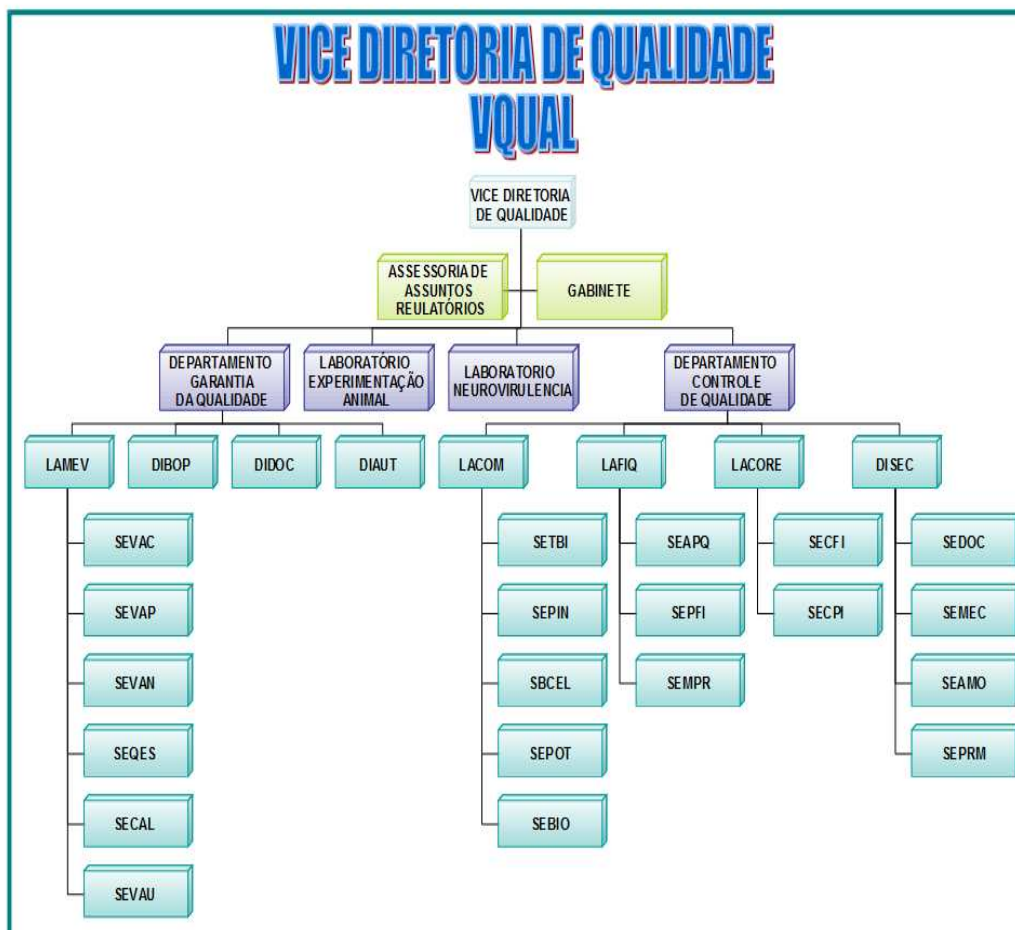 VICE DIRETORIA DE QUALIDADE
VQUAL
VICE DIRETORIA
DE QUALIDADE
ASSESSORIA DE
ASSUNTOS
REULATÓRIOS
GABINETE
DEPARTAMENTO
GARANTIA
DA QUALIDADE
LABORATÓRIO
EXPERIMENTAÇÃO
ANIMAL
LABORATORIO
NEUROVIRULENCIA
DEPARTAMENTO
CONTROLE
DE QUALIDADE
LAMEV
DIBOP
DIDOC
DIAUT
LACOM
LAFIQ
LACORE
DISEC
SEVAC
SEVAP
SEVAN
SEQES
SECAL
SEVAU
SETBI
SEPIN
SBCEL
SEPOT
SEBIO
SEAPQ
SEPFI
SEMPR
SECFI
SECPI
SEDOC
SEMEC
SEAMO
SEPRM